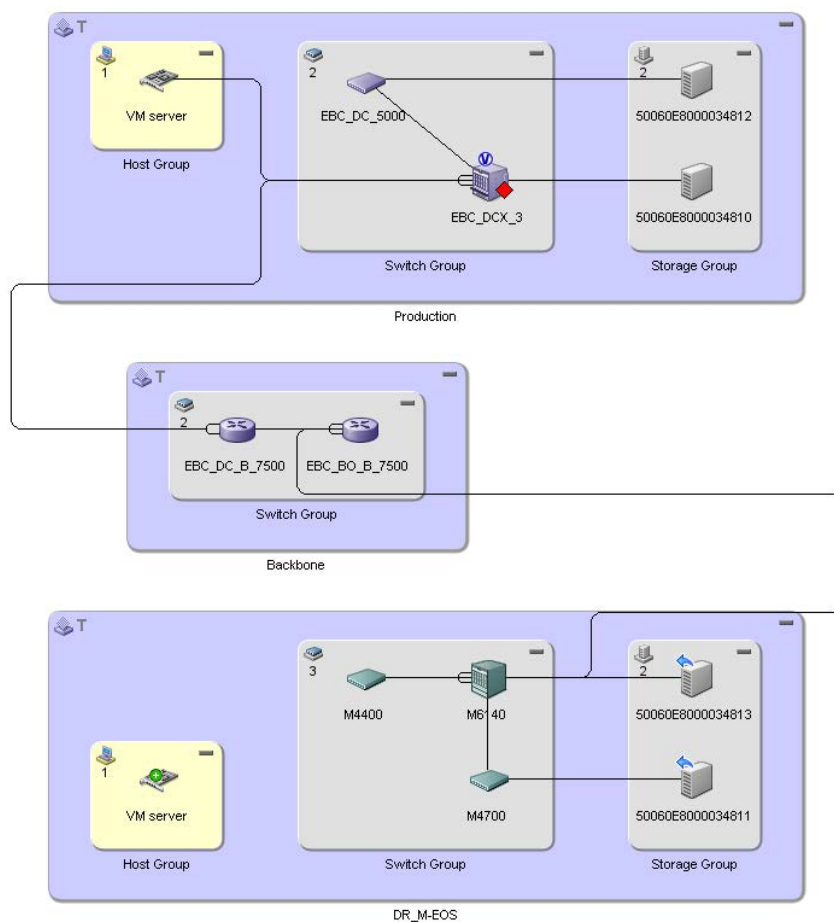 T
1
VM server
Host Group
2
EBC_DC_5000
V
EBC_DCX_3
Switch Group
2
50060E8000034812
50060E8000034810
Storage Group
Production
T
2
EBC_DC_B_7500
EBC_BO_B_7500
Switch Group
Backbone
T
1
VM server
Host Group
3
M4400
M6140
M4700
Switch Group
2
50060E8000034813
50060E8000034811
Storage Group
DR_M-EOS